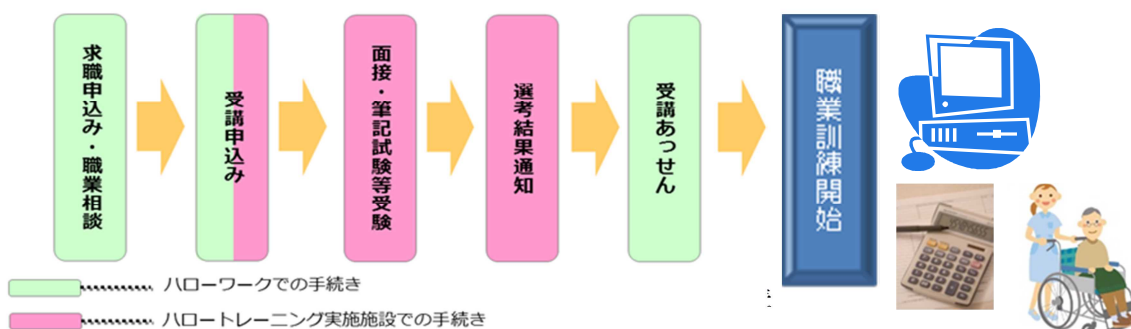 求職申込み・職業相談
受講申込み
面接・筆記試験等受験
選考結果通知
受講あっせん
職業訓練開始
ハローワークでの手続き
ハロートレーニング実施施設での手続き